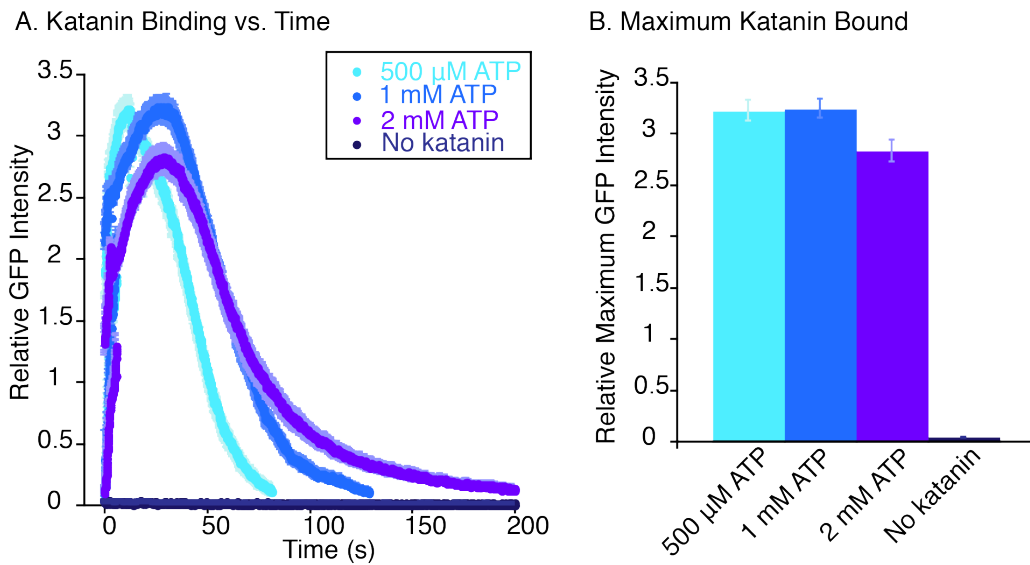 A. Katanin Binding vs. Time
500 µM ATP
1 mM ATP
2 mM ATP
No katanin
Relative GFP Intensity
3.5
3
2.5
2
1.5
1
0.5
0
0
50
100
150
200
Time (s)
B. Maximum Katanin Bound
Relative Maximum GFP Intensity
3.5
3
2.5
2
1.5
1
0.5
0
500 µM ATP
1 mM ATP
2 mM ATP
No katanin